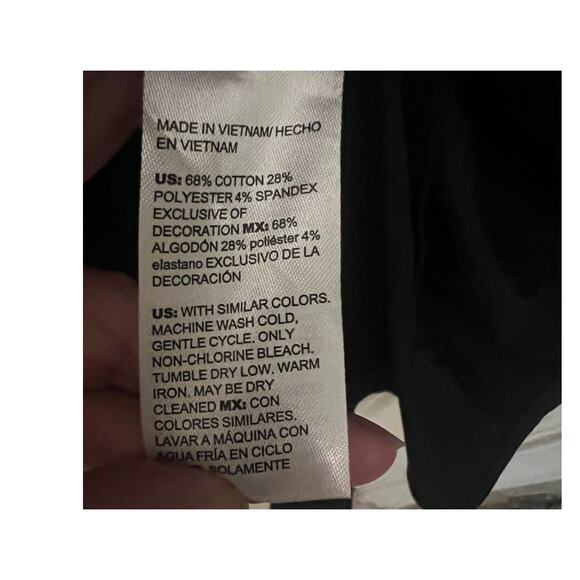 MADE IN VIETNAM/ HECHO
EN VIETNAM
US: 68% COTTON 28%
POLYESTER 4% SPANDEX
EXCLUSIVE OF
DECORATION MX: 68%
ALGODÓN 28% poliéster 4%
elastano EXCLUSIVO DE LA
DECORACIÓN
US: WITH SIMILAR COLORS.
MACHINE WASH COLD,
GENTLE CYCLE. ONLY
NON-CHLORINE BLEACH.
TUMBLE DRY LOW. WARM
IRON. MAY BE DRY
CLEANED MX: CON
COLORES SIMILARES.
LAVAR A MÁQUINA CON
AGUA FRÍA EN CICLO